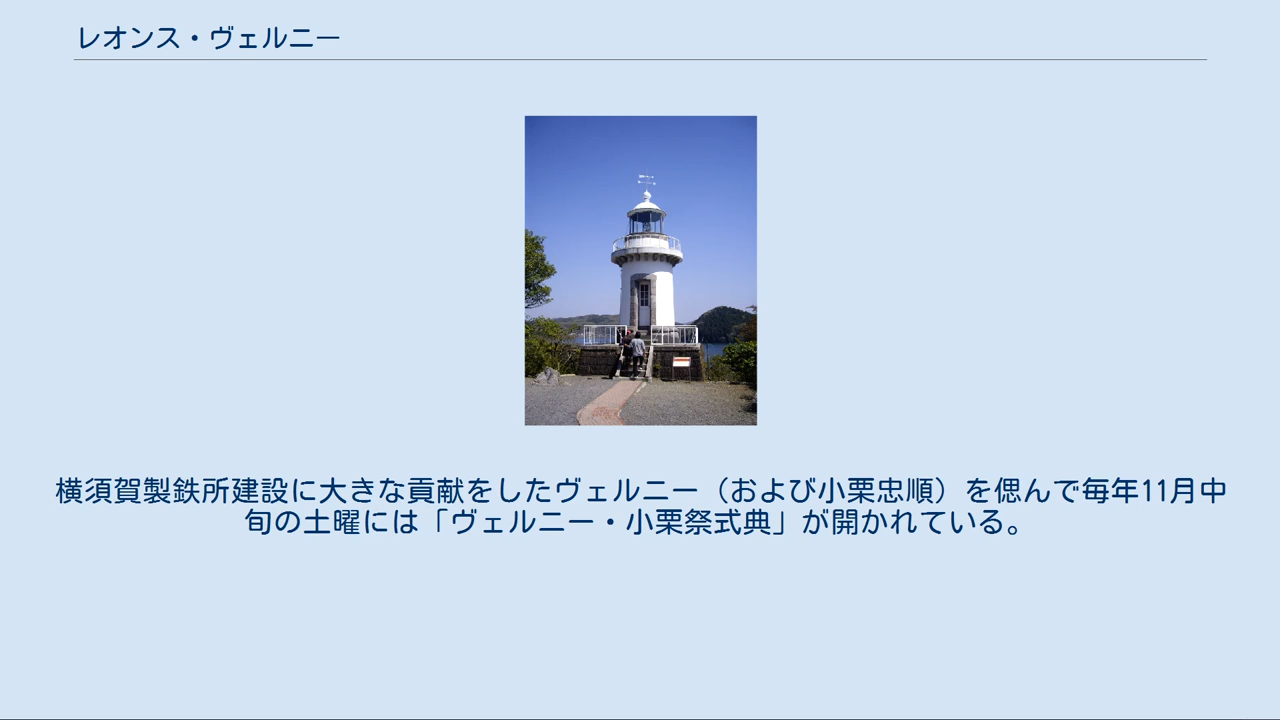 レオンス・ヴェルニー
横須賀製鉄所建設に大きな貢献をしたヴェルニー（および小栗忠順）を偲んで毎年11月中
旬の土曜には「ヴェルニー・小栗祭式典」が開かれている。